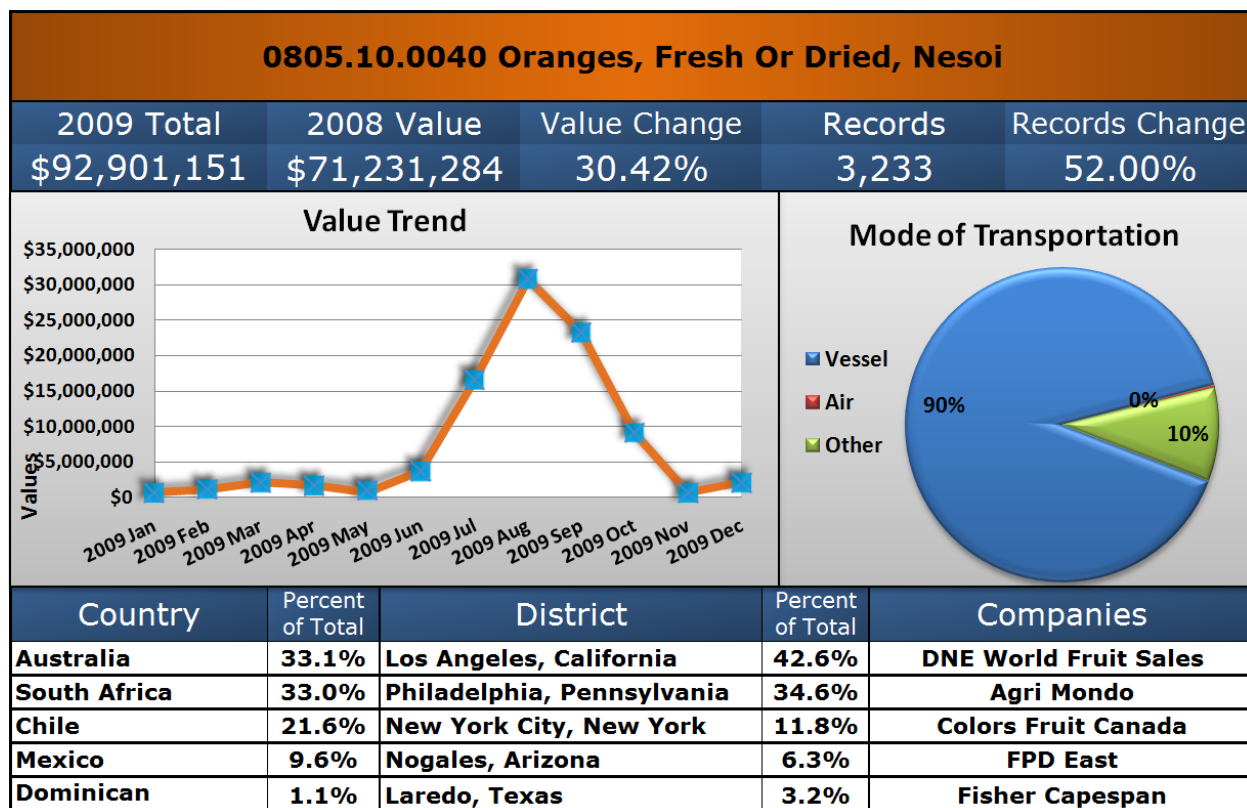 0805.10.0040 Oranges, Fresh Or Dried, Nesoi
2009 Total 2008 Value Value Change Records Records Change
$92,901,151 $71,231,284 30.42% 3,233 52.00%
Value Trend
$35,000,000
$30,000,000
$25,000,000
$20,000,000
$15,000,000
$10,000,000
$5,000,000
$0
Values
2009 Jan 2009 Feb 2009 Mar 2009 Apr 2009 May 2009 Jun 2009 Jul 2009 Aug 2009 Sep 2009 Oct 2009 Nov 2009 Dec
Mode of Transportation
Vessel
Air
Other
90%
0%
10%
Country Percent of Total District Percent of Total Companies
Australia 33.1% Los Angeles, California 42.6% DNE World Fruit Sales
South Africa 33.0% Philadelphia, Pennsylvania 34.6% Agri Mondo
Chile 21.6% New York City, New York 11.8% Colors Fruit Canada
Mexico 9.6% Nogales, Arizona 6.3% FPD East
Dominican 1.1% Laredo, Texas 3.2% Fisher Capespan